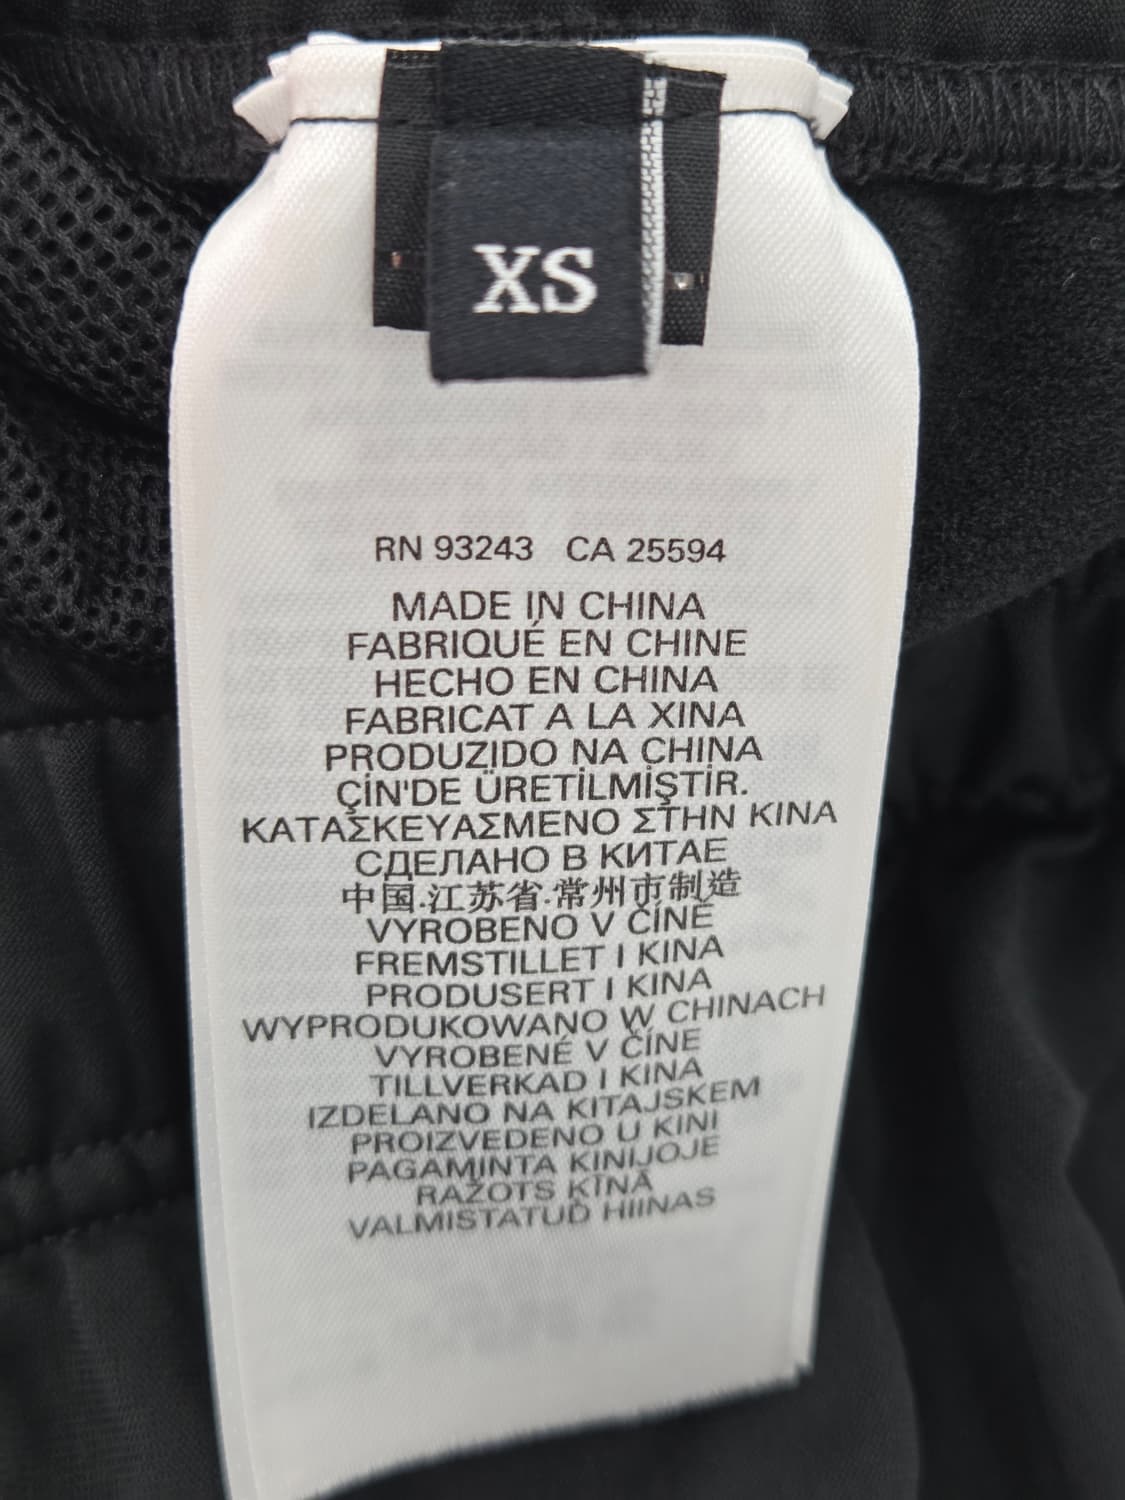 XS
RN 93243 CA 25594
MADE IN CHINA
FABRIQUÉ EN CHINE
HECHO EN CHINA
FABRICAT A LA XINA
PRODUZIDO NA CHINA
ÇİN'DE ÜRETİLMİŞTİR.
ΚΑΤΑΣΚΕΥΑΣΜΕΝΟ ΣΤΗΝ ΚΙΝΑ
СДЕЛАНО В КИТАЕ
中国.江苏省.常州市制造
VYROBENO V ČÍNĚ
FREMSTILLET I KINA
PRODUSERT I KINA
WYPRODUKOWANO W CHINACH
VYROBENÉ V ČÍNE
TILLVERKAD I KINA
IZDELANO NA KITAJSKEM
PROIZVEDENO U KINI
PAGAMINTA KINIJOJE
RAŽOTS ĶĪNĀ
VALMISTATUD HIINAS